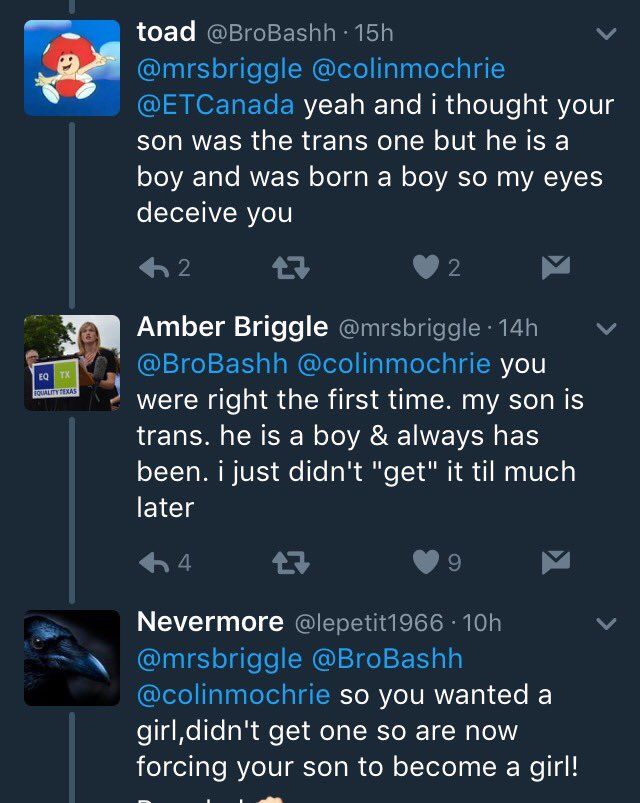 toad @BroBashh · 15h
@mrsbriggle @colinmochrie
@ETCanada yeah and i thought your
son was the trans one but he is a
boy and was born a boy so my eyes
deceive you
2 2
Amber Briggle @mrsbriggle · 14h
EQ TX
EQUALITY TEXAS
@BroBashh @colinmochrie you
were right the first time. my son is
trans. he is a boy & always has
been. i just didn't "get" it til much
later
4 9
Nevermore @lepetit1966 · 10h
@mrsbriggle @BroBashh
@colinmochrie so you wanted a
girl,didn't get one so are now
forcing your son to become a girl!